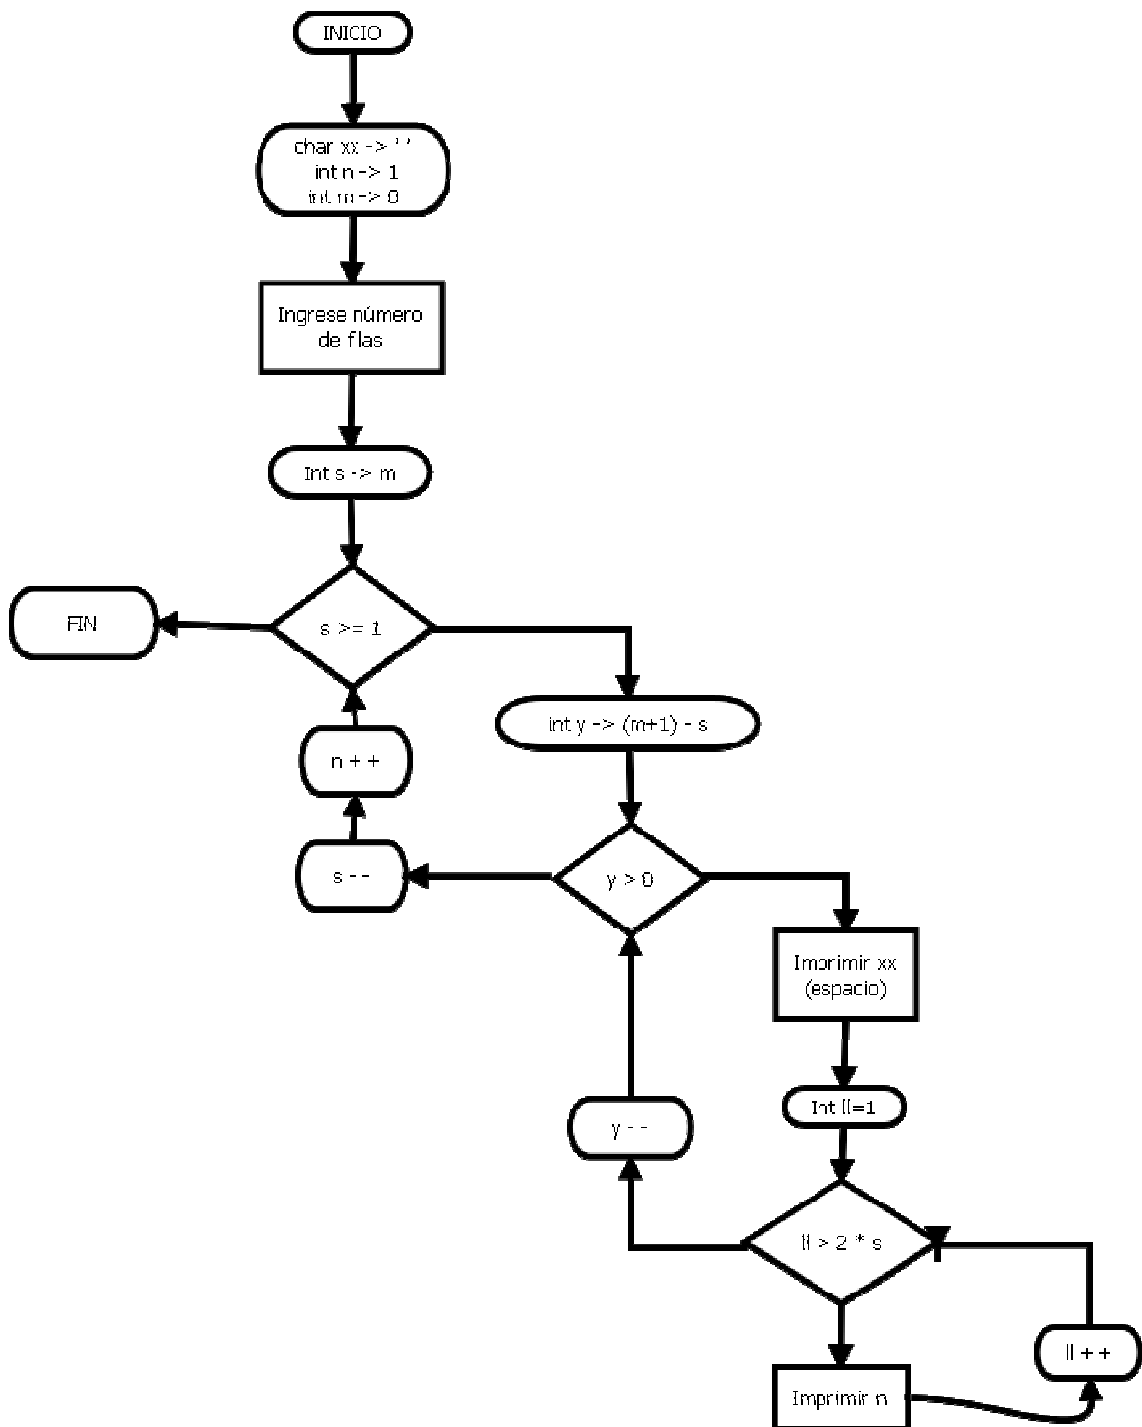 INICIO
char xx -> ' '
int n -> 1
int m -> 0
Ingrese número
de flas
Int s -> m
s >= 1
FIN
int y -> (m+1) - s
n + +
y > 0
s - -
Imprimir xx
(espacio)
Int ll=1
y - -
ll > 2 * s
ll + +
Imprimir n